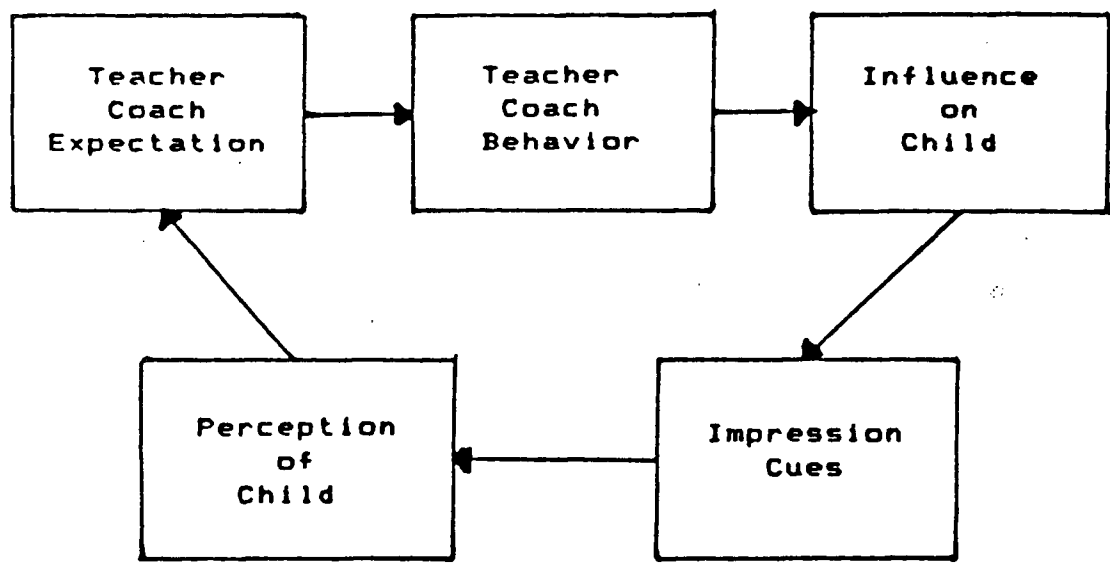 Teacher
Coach
Expectation
Teacher
Coach
Behavior
Influence
on
Child
Perception
of
Child
Impression
Cues